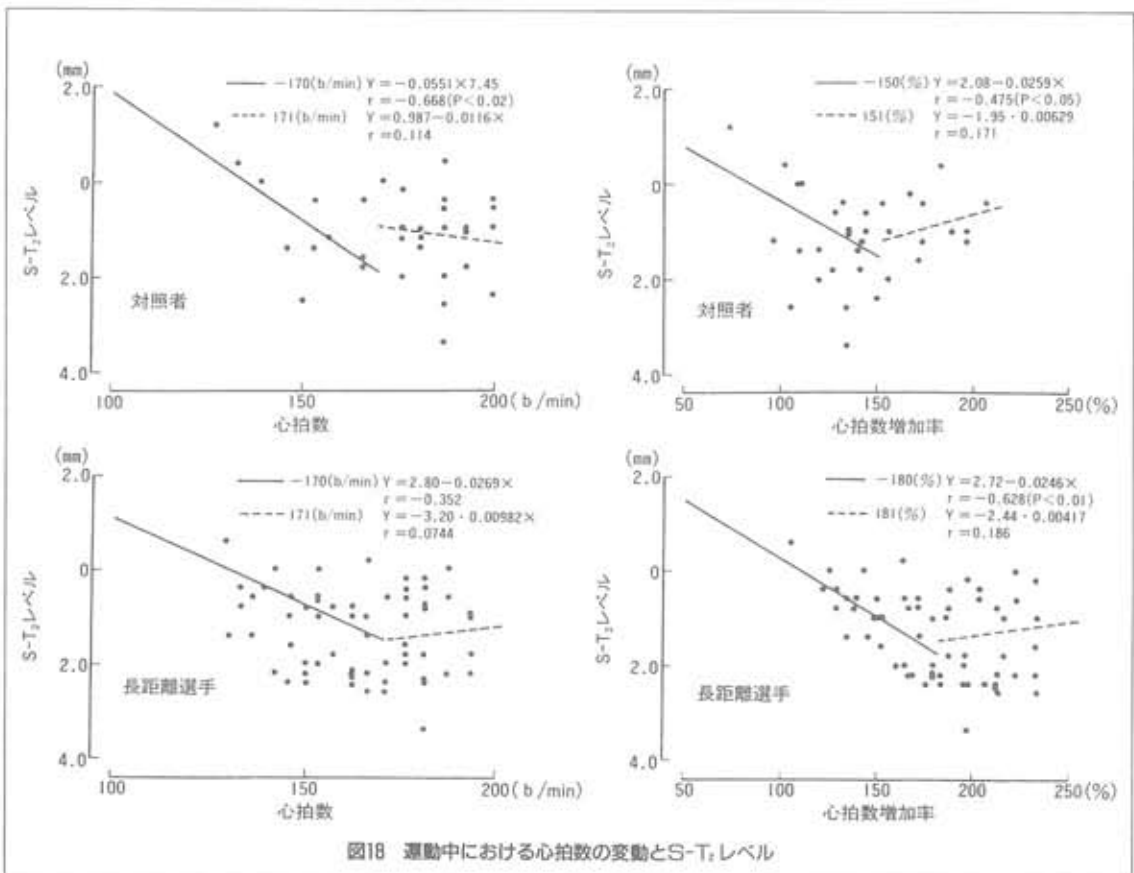 (mm)
-170(b/min) Y=-0.0551×7.45
r=-0.668(P<0.02)
171(b/min) Y=0.987-0.0116×
r=0.114
2.0
0
2.0
4.0
S-T₂レベル
対照者
100 150 200(b/min)
心拍数
(mm)
-150(%) Y=2.08-0.0259×
r=-0.475(P<0.05)
151(%) Y=-1.95・0.00629
r=0.171
2.0
0
2.0
4.0
S-T₂レベル
対照者
50 100 150 200 250(%)
心拍数増加率
(mm)
-170(b/min) Y=2.80-0.0269×
r=-0.352
171(b/min) Y=-3.20・0.00982×
r=0.0744
2.0
0
2.0
4.0
S-T₂レベル
長距離選手
100 150 200(b/min)
心拍数
(mm)
-180(%) Y=2.72-0.0246×
r=-0.628(P<0.01)
181(%) Y=-2.44・0.00417
r=0.186
2.0
0
2.0
4.0
S-T₂レベル
長距離選手
50 100 150 200 250(%)
心拍数増加率
図18 運動中における心拍数の変動とS-T₂レベル